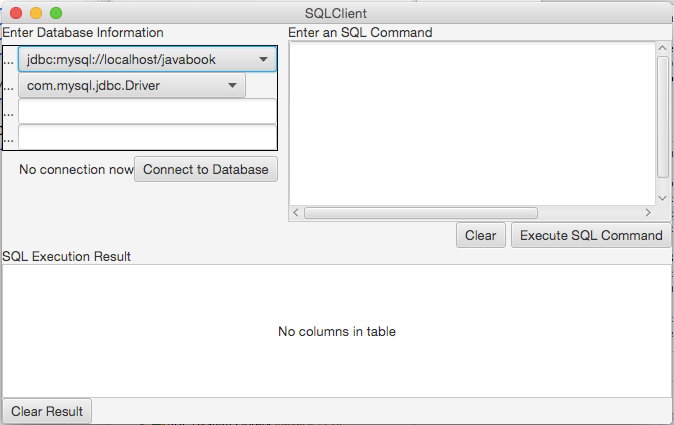 SQLClient
Enter Database Information
... jdbc:mysql://localhost/javabook
... com.mysql.jdbc.Driver
...
...
No connection now Connect to Database
Enter an SQL Command
Clear Execute SQL Command
SQL Execution Result
No columns in table
Clear Result